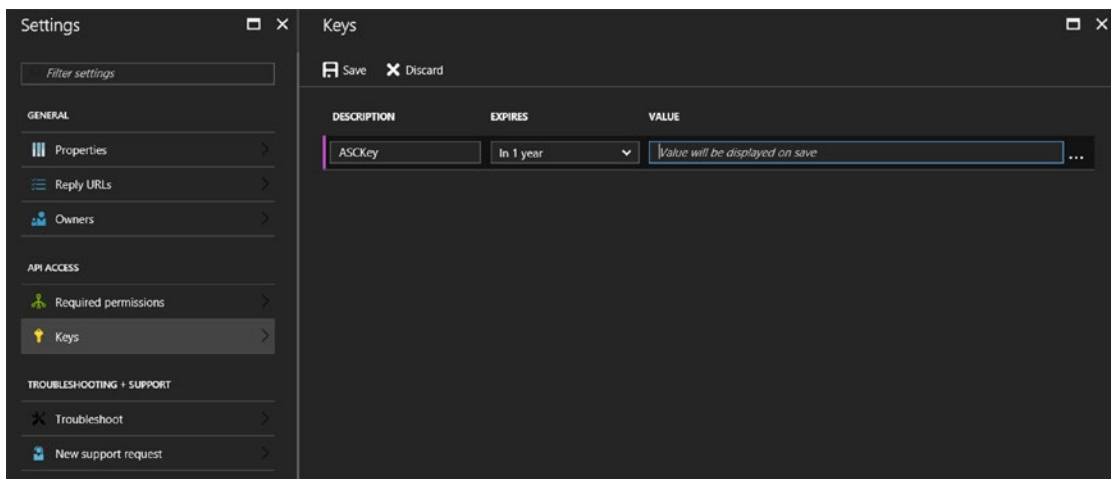 Settings
Filter settings
GENERAL
Properties
Reply URLs
Owners
API ACCESS
Required permissions
Keys
TROUBLESHOOTING + SUPPORT
Troubleshoot
New support request
Keys
Save Discard
DESCRIPTION EXPIRES VALUE
ASCKey In 1 year Value will be displayed on save ...